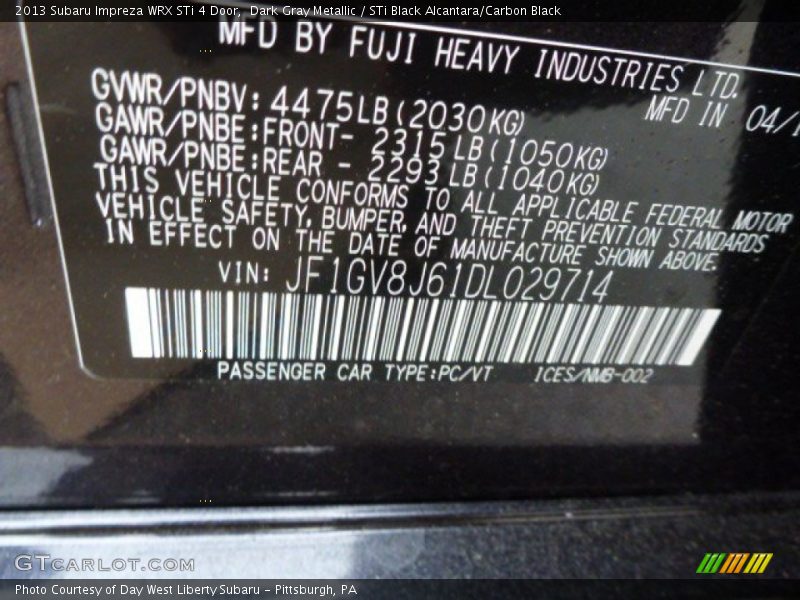 2013 Subaru Impreza WRX STi 4 Door,  Dark Gray Metallic / STi Black Alcantara/Carbon Black
MFD BY FUJI HEAVY INDUSTRIES LTD.
MFD IN 04/1
GVWR/PNBV: 4475LB(2030KG)
GAWR/PNBE:FRONT- 2315LB(1050KG)
GAWR/PNBE:REAR - 2293LB(1040KG)
THIS VEHICLE CONFORMS TO ALL APPLICABLE FEDERAL MOTOR
VEHICLE SAFETY, BUMPER, AND THEFT PREVENTION STANDARDS
IN EFFECT ON THE DATE OF MANUFACTURE SHOWN ABOVE.
VIN: JF1GV8J61DL029714
PASSENGER CAR TYPE:PC/VT ICES/NMB-002
GTCARLOT.COM
Photo Courtesy of Day West Liberty Subaru - Pittsburgh, PA